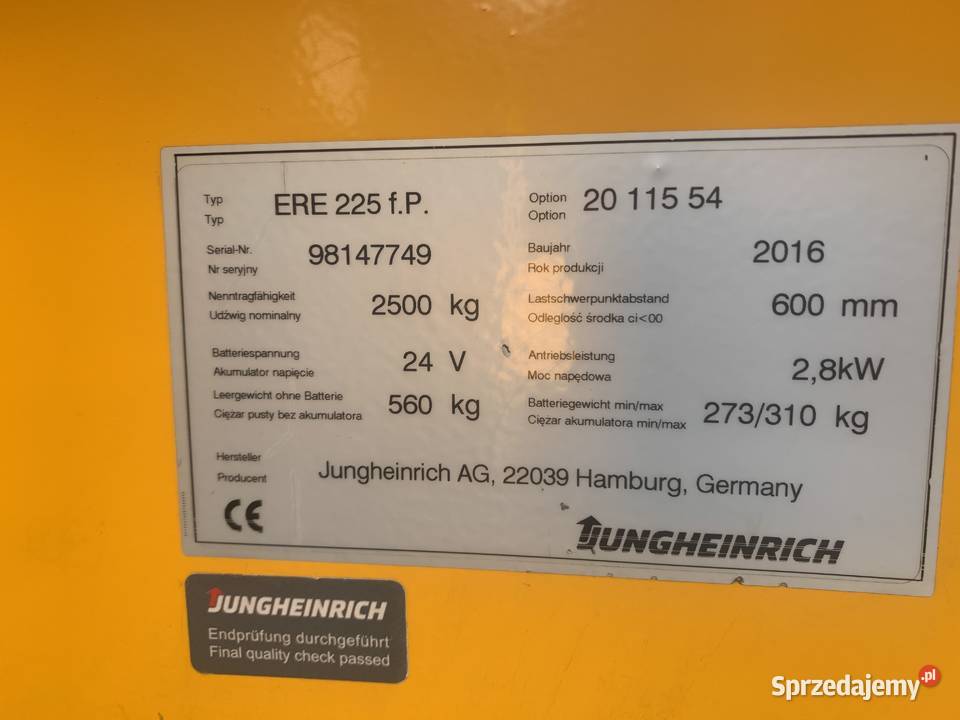 Typ
Typ
ERE 225 f.P.
Option
Option
20 115 54
Serial-Nr.
Nr seryjny
98147749
Baujahr
Rok produkcji
2016
Nenntragfähigkeit
Udźwig nominalny
2500 kg
Lastschwerpunktabstand
Odleglość środka ci<00
600 mm
Batteriespannung
Akumulator napięcie
24 V
Antriebsleistung
Moc napędowa
2,8kW
Leergewicht ohne Batterie
Ciężar pusty bez akumulatora
560 kg
Batteriegewicht min/max
Ciężar akumulatora min/max
273/310 kg
Hersteller
Producent
Jungheinrich AG, 22039 Hamburg, Germany
CE
JUNGHEINRICH
JUNGHEINRICH
Endprüfung durchgeführt
Final quality check passed
Sprzedajemy.pl